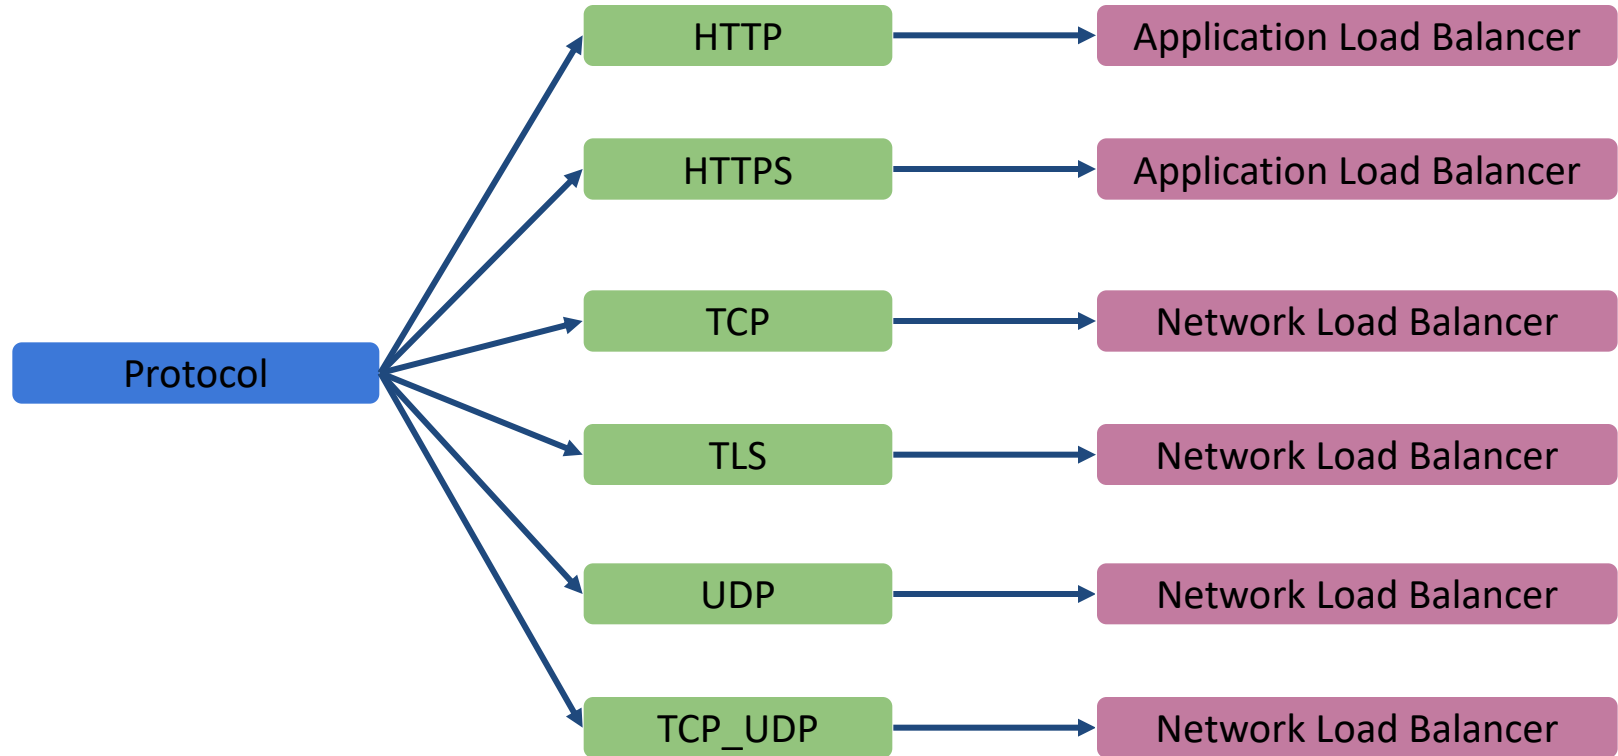 HTTP
Application Load Balancer
HTTPS
Application Load Balancer
TCP
Network Load Balancer
Protocol
TLS
Network Load Balancer
UDP
Network Load Balancer
TCP_UDP
Network Load Balancer